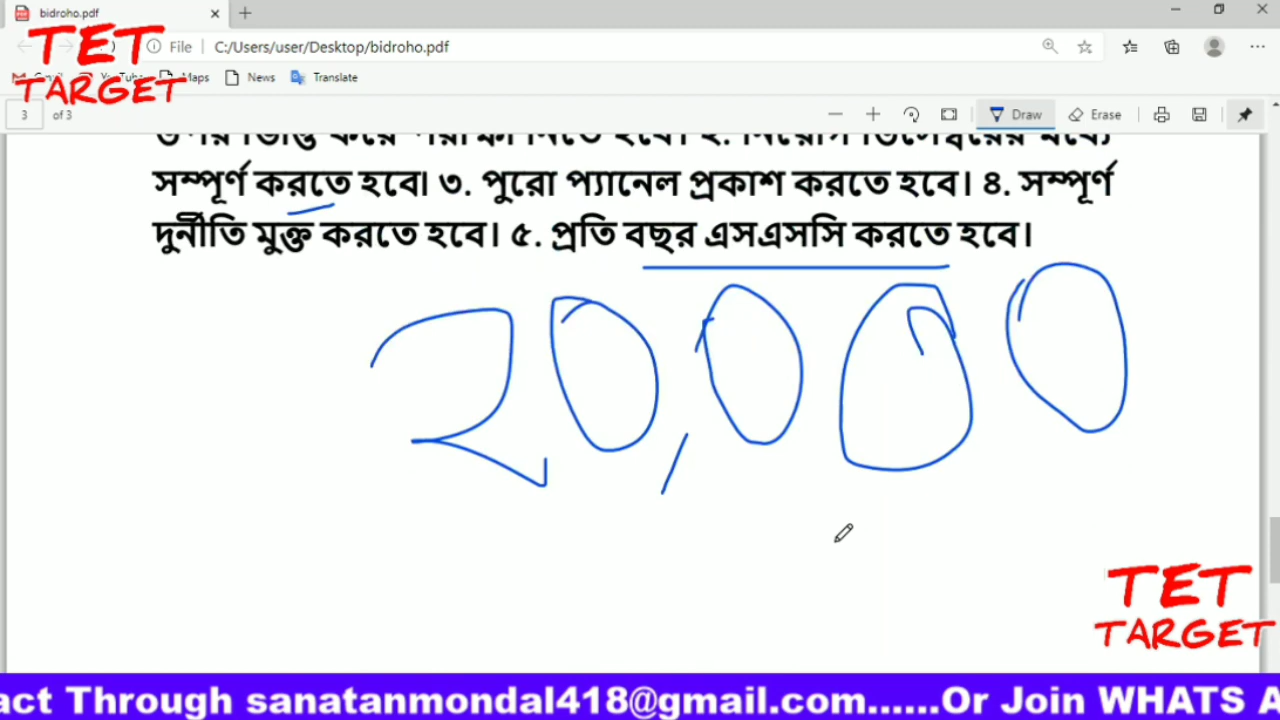 bidroho.pdf
TET
TARGET
File C:/Users/user/Desktop/bidroho.pdf
Maps News Translate
3 of 3 Draw Erase
সম্পূর্ণ করতে হবে। ৩. পুরো প্যানেল প্রকাশ করতে হবে। ৪. সম্পূর্ণ
দুর্নীতি মুক্ত করতে হবে। ৫. প্রতি বছর এসএসসি করতে হবে।
20,000
TET
TARGET
act Through sanatanmondal418@gmail.com......Or Join WHATS A